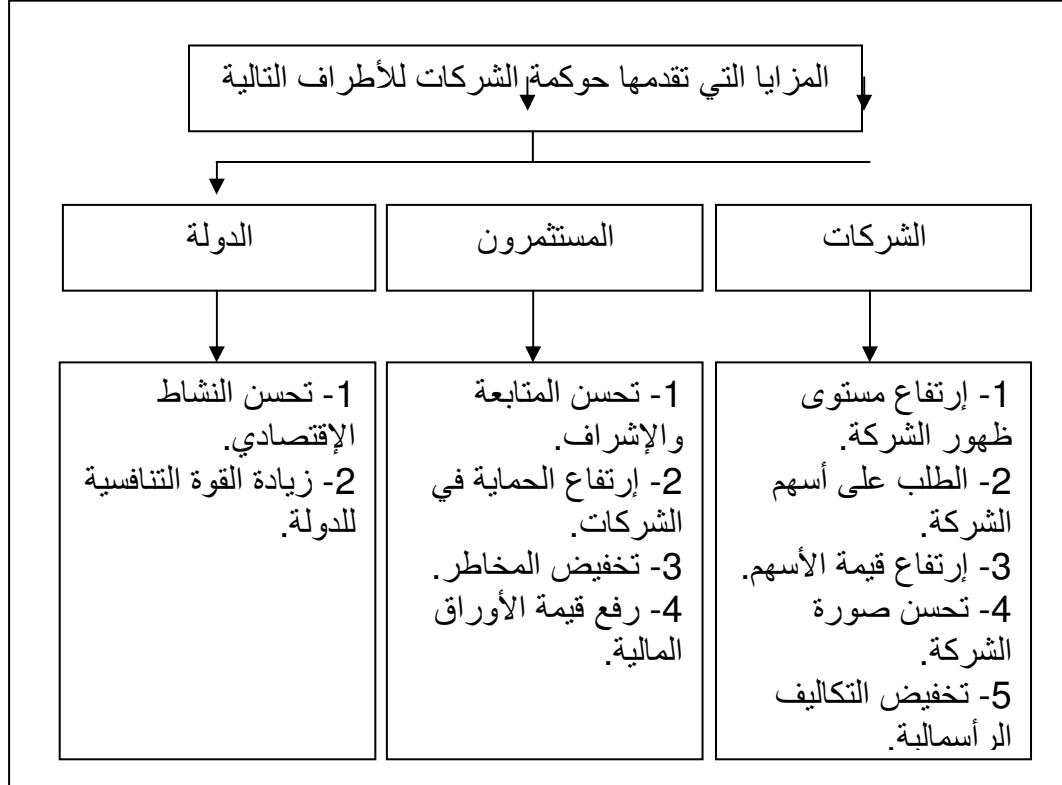 المزايا التي تقدمها حوكمة الشركات للأطراف التالية
الشركات
المستثمرون
الدولة
1- إرتفاع مستوى
ظهور الشركة.
2- الطلب على أسهم
الشركة.
3- إرتفاع قيمة الأسهم.
4- تحسن صورة
الشركة.
5- تخفيض التكاليف
الرأسمالية.
1- تحسن المتابعة
والإشراف.
2- إرتفاع الحماية في
الشركات.
3- تخفيض المخاطر.
4- رفع قيمة الأوراق
المالية.
1- تحسن النشاط
الإقتصادي.
2- زيادة القوة التنافسية
للدولة.